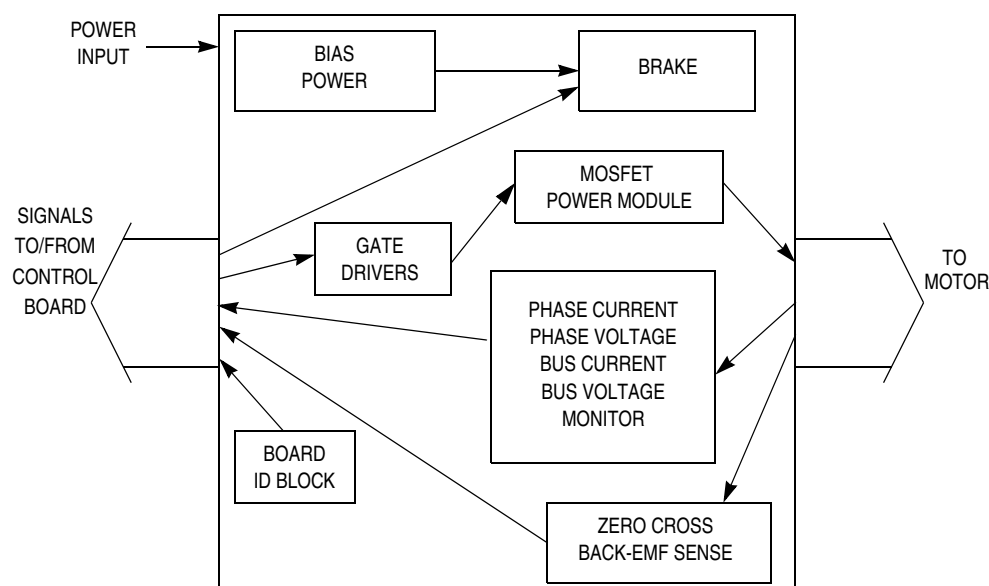 POWER
INPUT
BIAS
POWER
BRAKE
MOSFET
POWER MODULE
SIGNALS
TO/FROM
CONTROL
BOARD
GATE
DRIVERS
TO
MOTOR
PHASE CURRENT
PHASE VOLTAGE
BUS CURRENT
BUS VOLTAGE
MONITOR
BOARD
ID BLOCK
ZERO CROSS
BACK-EMF SENSE